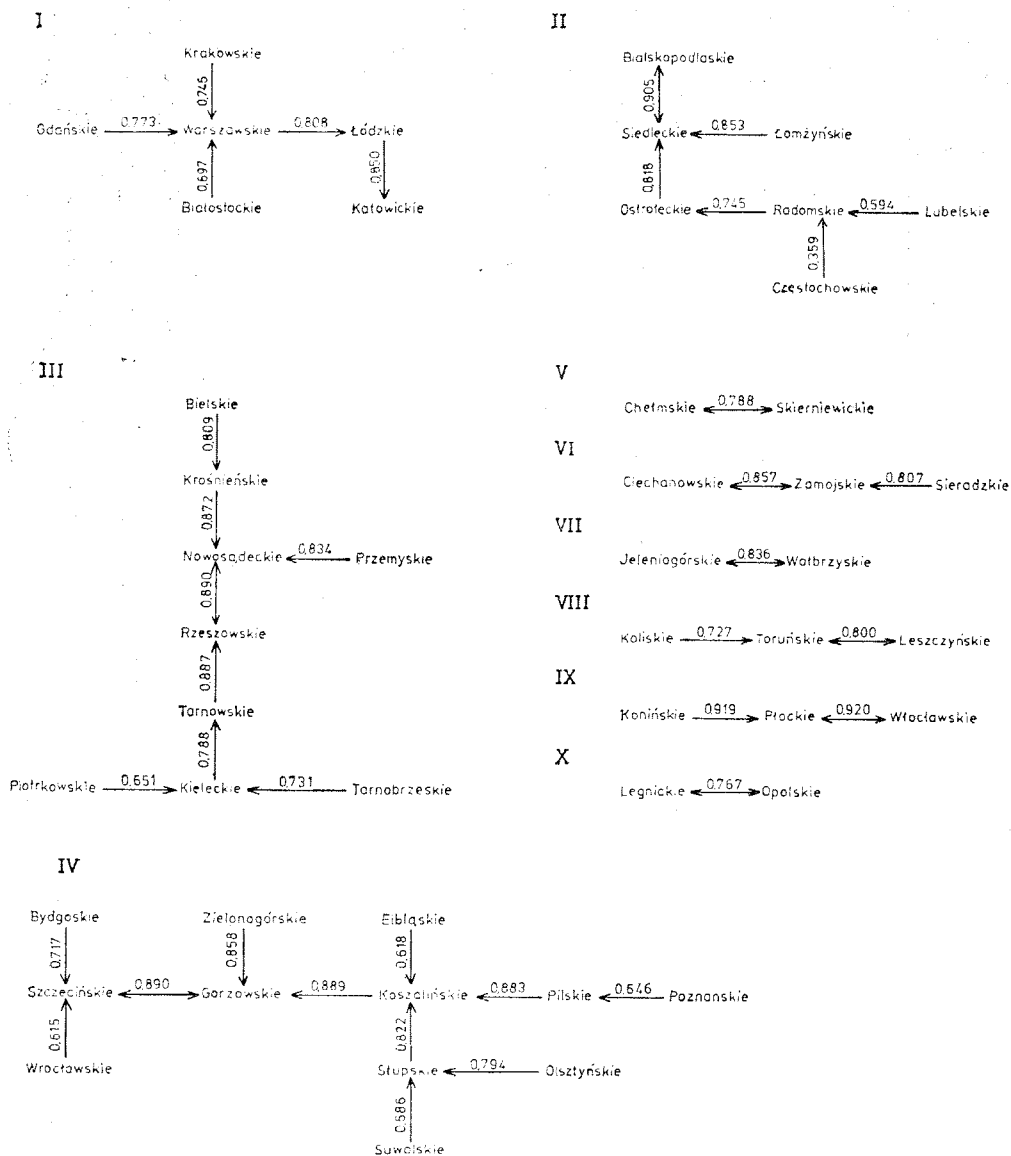 I
Krakowskie
0,745
Gdańskie 0,773 Warszawskie 0,808 Łódzkie
0,697
0,850
Białostockie Katowickie
II
Bialskopodlaskie
0,905
Siedleckie 0,853 Łomżyńskie
0,818
Ostrołeckie 0,745 Radomskie 0,594 Lubelskie
0,359
Częstochowskie
III
Bielskie
0,809
Krośnieńskie
0,872
Nowosądeckie 0,834 Przemyskie
0,890
Rzeszowskie
0,887
Tarnowskie
0,788
Piotrkowskie 0,651 Kieleckie 0,731 Tarnobrzeskie
V
Chełmskie 0,788 Skierniewickie
VI
Ciechanowskie 0,857 Zamojskie 0,807 Sieradzkie
VII
Jeleniogórskie 0,836 Wałbrzyskie
VIII
Kaliskie 0,727 Toruńskie 0,800 Leszczyńskie
IX
Konińskie 0,919 Płockie 0,920 Włocławskie
X
Legnickie 0,767 Opolskie
IV
Bydgoskie Zielonogórskie Elbląskie
0,717
0,858
0,618
Szczecińskie 0,890 Gorzowskie 0,889 Koszalińskie 0,883 Pilskie 0,646 Poznanskie
0,615
0,822
Wrocławskie Słupskie 0,794 Olsztyńskie
0,586
Suwalskie